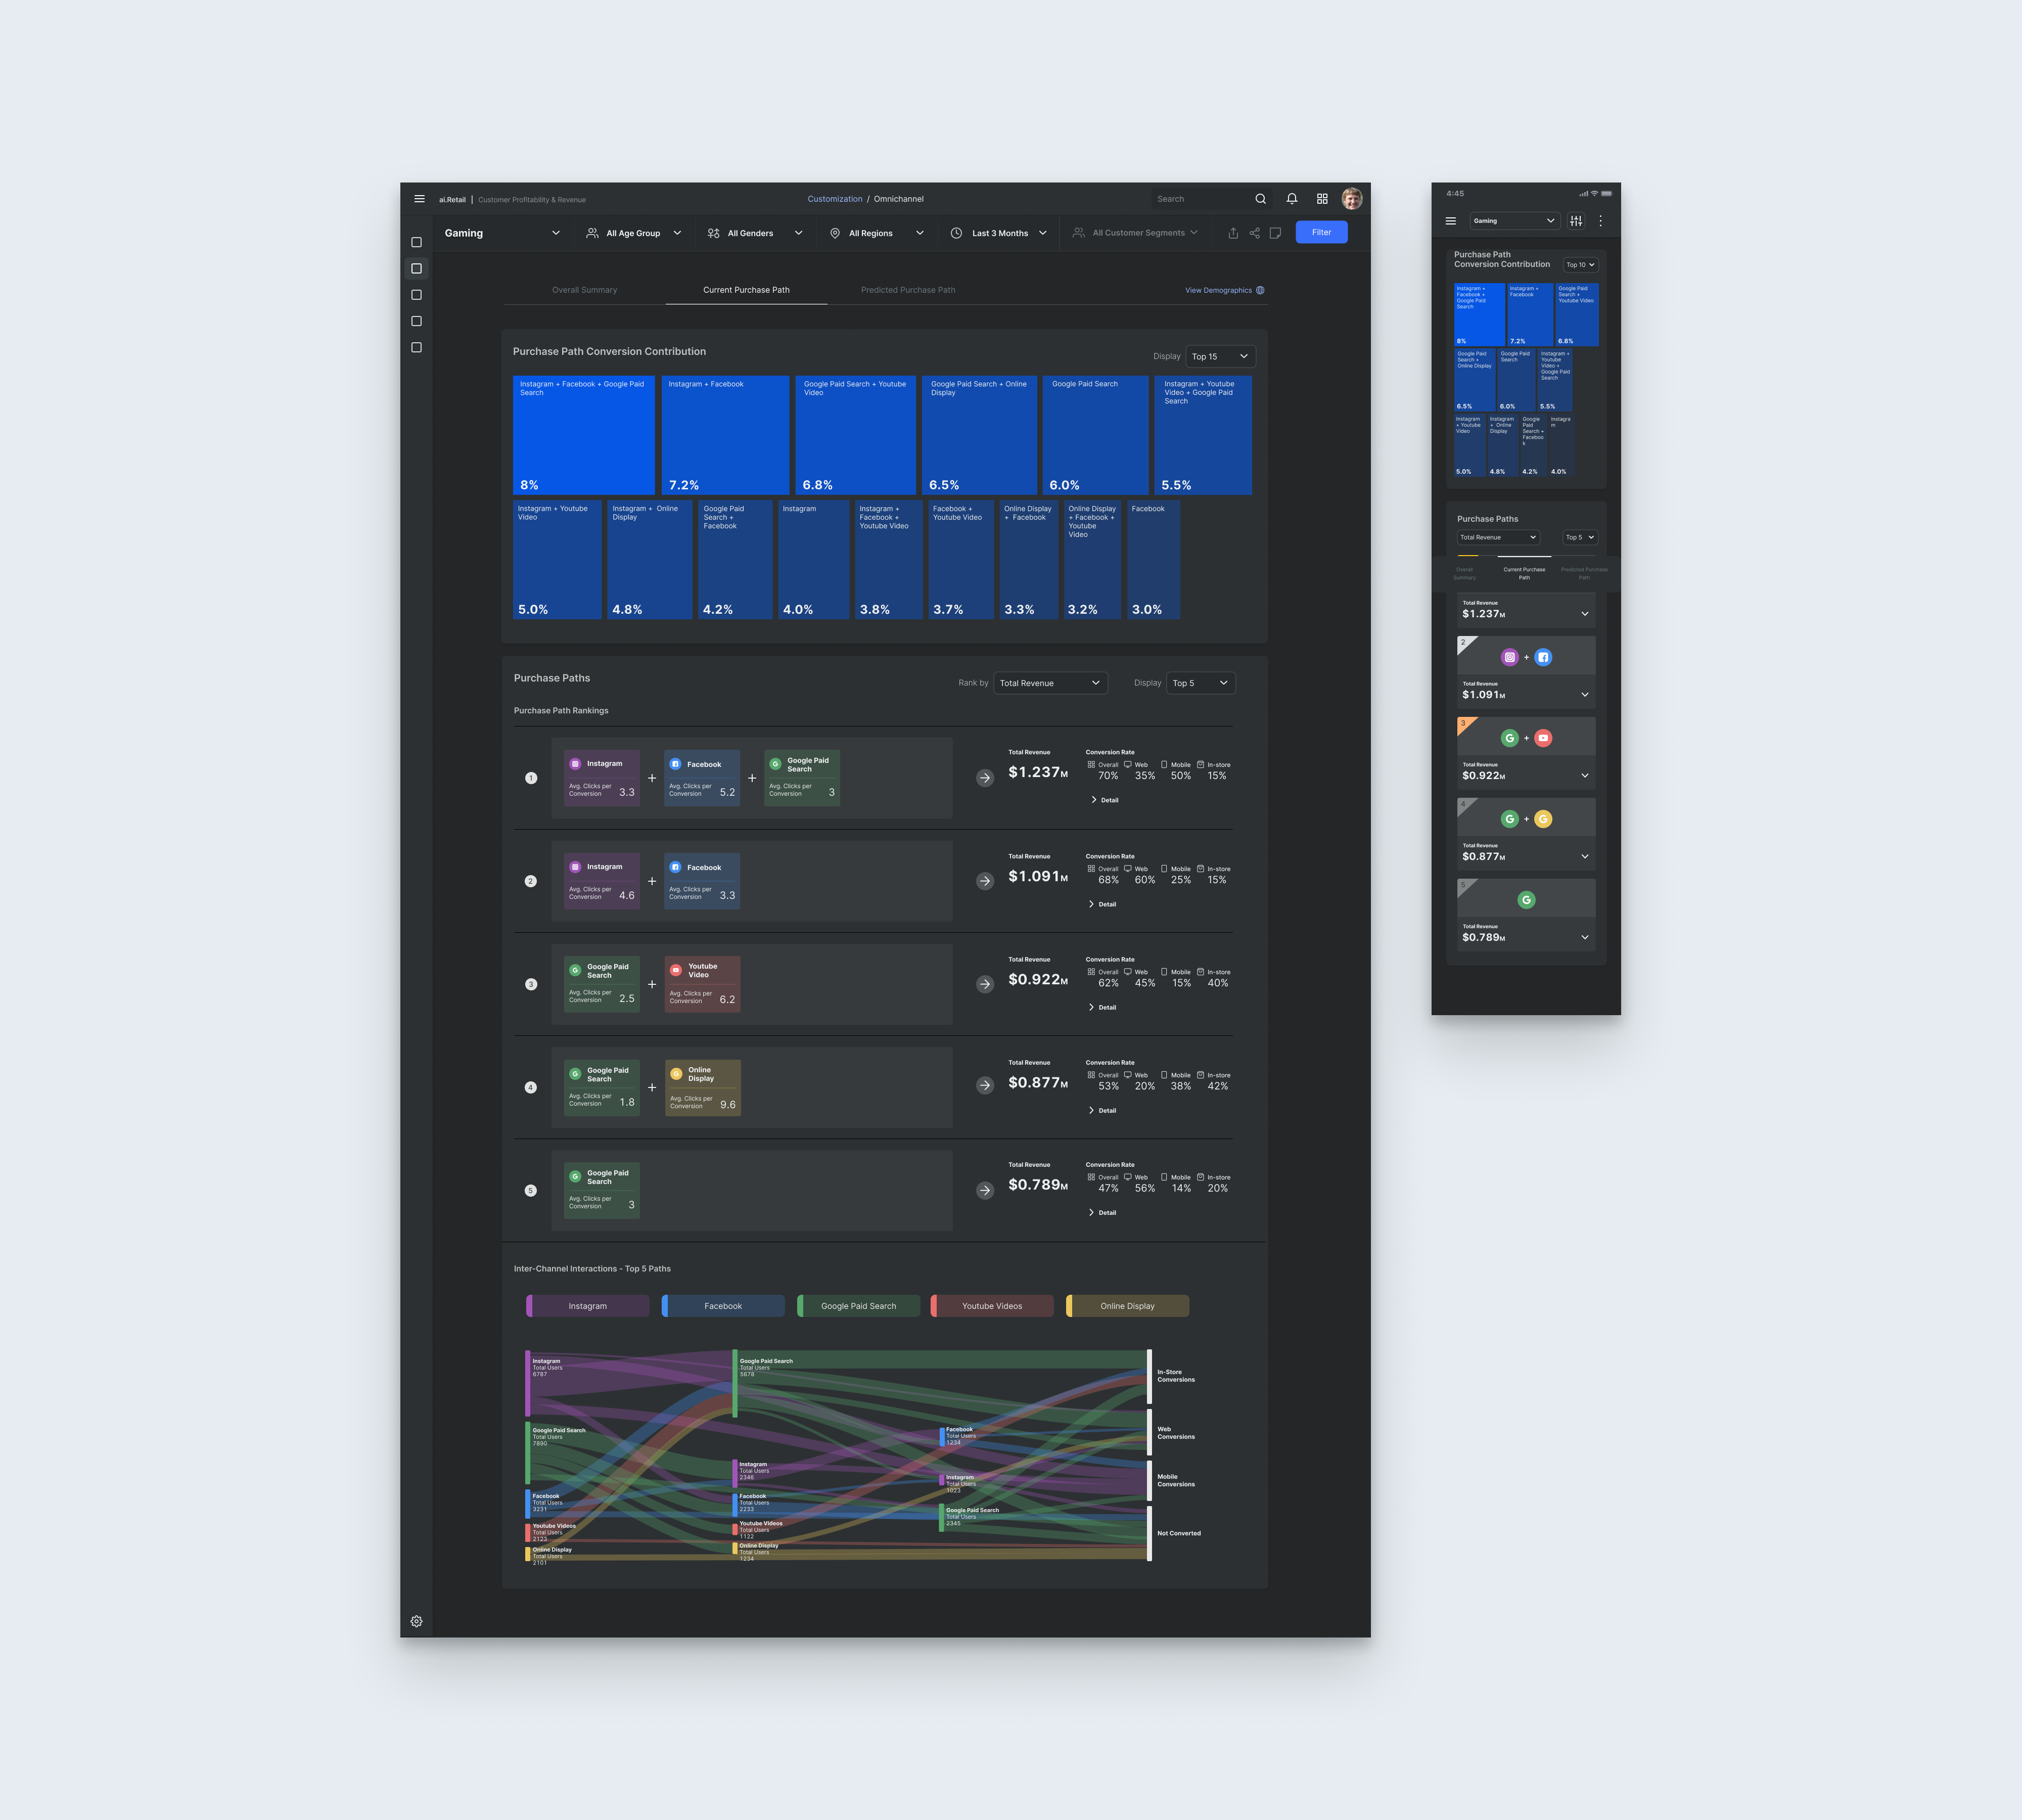 ai.Retail | Customer Profitability & Revenue
Customization / Omnichannel
Search
Gaming
All Age Group
All Genders
All Regions
Last 3 Months
All Customer Segments
Filter
Overall Summary
Current Purchase Path
Predicted Purchase Path
View Demographics
Purchase Path Conversion Contribution
Display
Top 15
Instagram + Facebook + Google Paid
Search
8%
Instagram + Facebook
7.2%
Google Paid Search + Youtube
Video
6.8%
Google Paid Search + Online
Display
6.5%
Google Paid Search
6.0%
Instagram + Youtube
Video + Google Paid
Search
5.5%
Instagram + Youtube
Video
5.0%
Instagram + Online
Display
4.8%
Google Paid
Search +
Facebook
4.2%
Instagram
4.0%
Instagram +
Facebook +
Youtube Video
3.8%
Facebook +
Youtube Video
3.7%
Online Display
+ Facebook
3.3%
Online Display
+ Facebook +
Youtube
Video
3.2%
Facebook
3.0%
Purchase Paths
Rank by
Total Revenue
Display
Top 5
Purchase Path Rankings
1
Instagram
Avg. Clicks per
Conversion
3.3
+
Facebook
Avg. Clicks per
Conversion
5.2
+
Google Paid
Search
Avg. Clicks per
Conversion
3
Total Revenue
$1.237M
Conversion Rate
Overall Web Mobile In-store
70% 35% 50% 15%
Detail
2
Instagram
Avg. Clicks per
Conversion
4.6
+
Facebook
Avg. Clicks per
Conversion
3.3
Total Revenue
$1.091M
Conversion Rate
Overall Web Mobile In-store
68% 60% 25% 15%
Detail
3
Google Paid
Search
Avg. Clicks per
Conversion
2.5
+
Youtube
Video
Avg. Clicks per
Conversion
6.2
Total Revenue
$0.922M
Conversion Rate
Overall Web Mobile In-store
62% 45% 15% 40%
Detail
4
Google Paid
Search
Avg. Clicks per
Conversion
1.8
+
Online
Display
Avg. Clicks per
Conversion
9.6
Total Revenue
$0.877M
Conversion Rate
Overall Web Mobile In-store
53% 20% 38% 42%
Detail
5
Google Paid
Search
Avg. Clicks per
Conversion
3
Total Revenue
$0.789M
Conversion Rate
Overall Web Mobile In-store
47% 56% 14% 20%
Detail
Inter-Channel Interactions - Top 5 Paths
Instagram
Facebook
Google Paid Search
Youtube Videos
Online Display
Instagram
Total Users
6787
Google Paid Search
Total Users
7890
Facebook
Total Users
3231
Youtube Videos
Total Users
2123
Online Display
Total Users
2101
Google Paid Search
Total Users
5678
Instagram
Total Users
2346
Facebook
Total Users
2233
Youtube Videos
Total Users
1122
Online Display
Total Users
1234
Facebook
Total Users
1234
Instagram
Total Users
1023
Google Paid Search
Total Users
2345
In-Store
Conversions
Web
Conversions
Mobile
Conversions
Not Converted
4:45
Gaming
Purchase Path
Conversion Contribution
Top 10
Instagram +
Facebook +
Google Paid
Search
8%
Instagram +
Facebook
7.2%
Google Paid
Search +
Youtube Video
6.8%
Google Paid
Search +
Online Display
6.5%
Google Paid
Search
6.0%
Instagram +
Youtube
Video +
Google Paid
Search
5.5%
Instagram
+ Youtube
Video
5.0%
Instagram
+ Online
Display
4.8%
Google
Paid
Search +
Faceboo
k
4.2%
Instagra
m
4.0%
Purchase Paths
Total Revenue
Top 5
Overall
Summary
Current Purchase
Path
Predicted Purchase
Path
Total Revenue
$1.237M
2
+
Total Revenue
$1.091M
3
+
Total Revenue
$0.922M
4
+
Total Revenue
$0.877M
5
Total Revenue
$0.789M